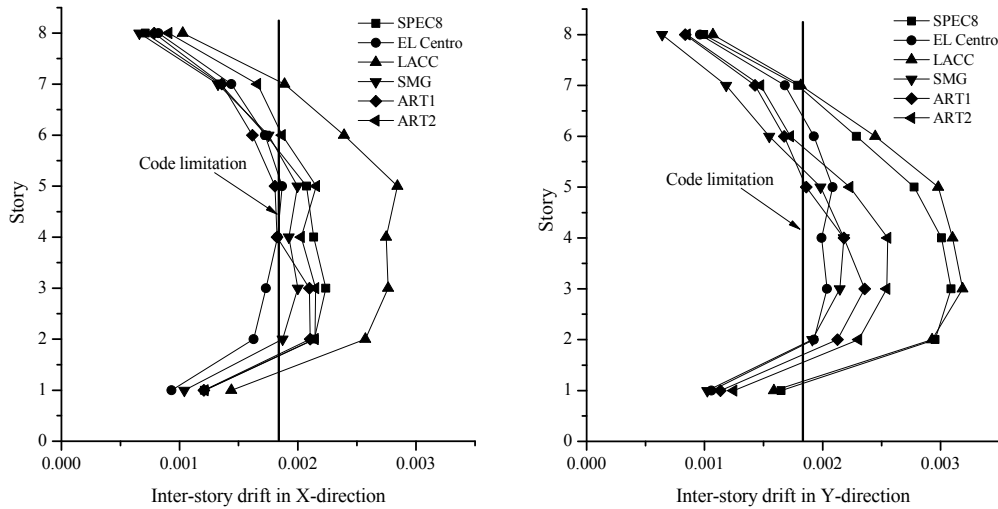 8
7
6
5
4
3
2
1
0
Story
0.000
0.001
0.002
0.003
Inter-story drift in X-direction
Code limitation
SPEC8
EL Centro
LACC
SMG
ART1
ART2
8
7
6
5
4
3
2
1
0
Story
0.000
0.001
0.002
0.003
Inter-story drift in Y-direction
Code limitation
SPEC8
EL Centro
LACC
SMG
ART1
ART2